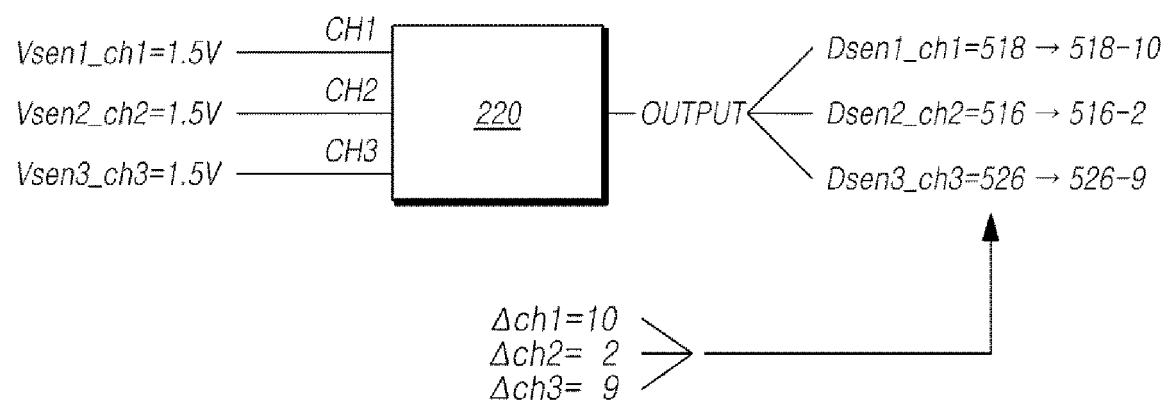 CH1
Vsen1_ch1=1.5V
CH2
Vsen2_ch2=1.5V
CH3
Vsen3_ch3=1.5V
220
OUTPUT
Dsen1_ch1=518 → 518-10
Dsen2_ch2=516 → 516-2
Dsen3_ch3=526 → 526-9
Δch1=10
Δch2= 2
Δch3= 9